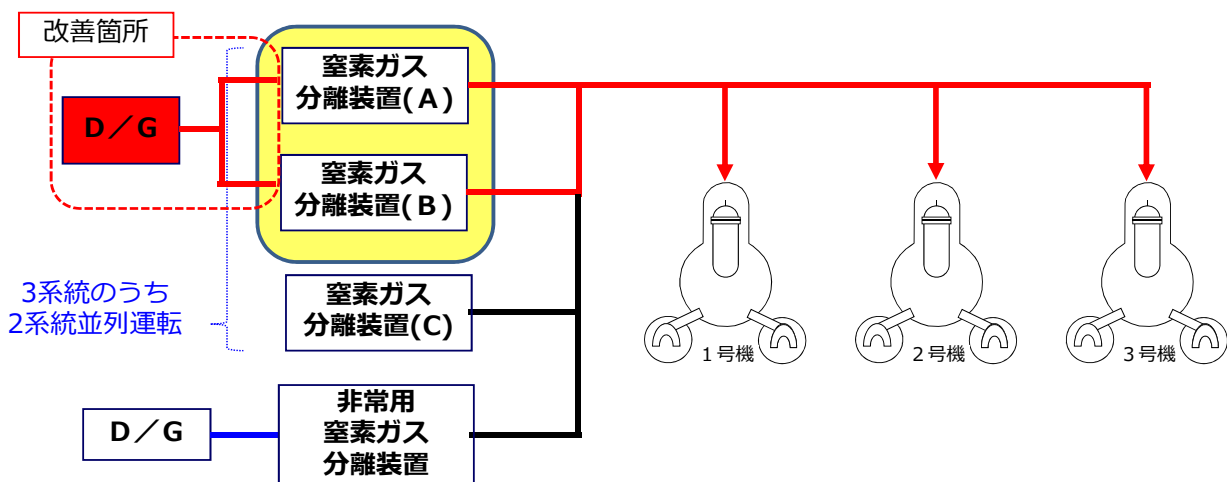 改善箇所
D/G
窒素ガス
分離装置(A)
窒素ガス
分離装置(B)
3系統のうち
2系統並列運転
窒素ガス
分離装置(C)
D/G
非常用
窒素ガス
分離装置
1号機
2号機
3号機